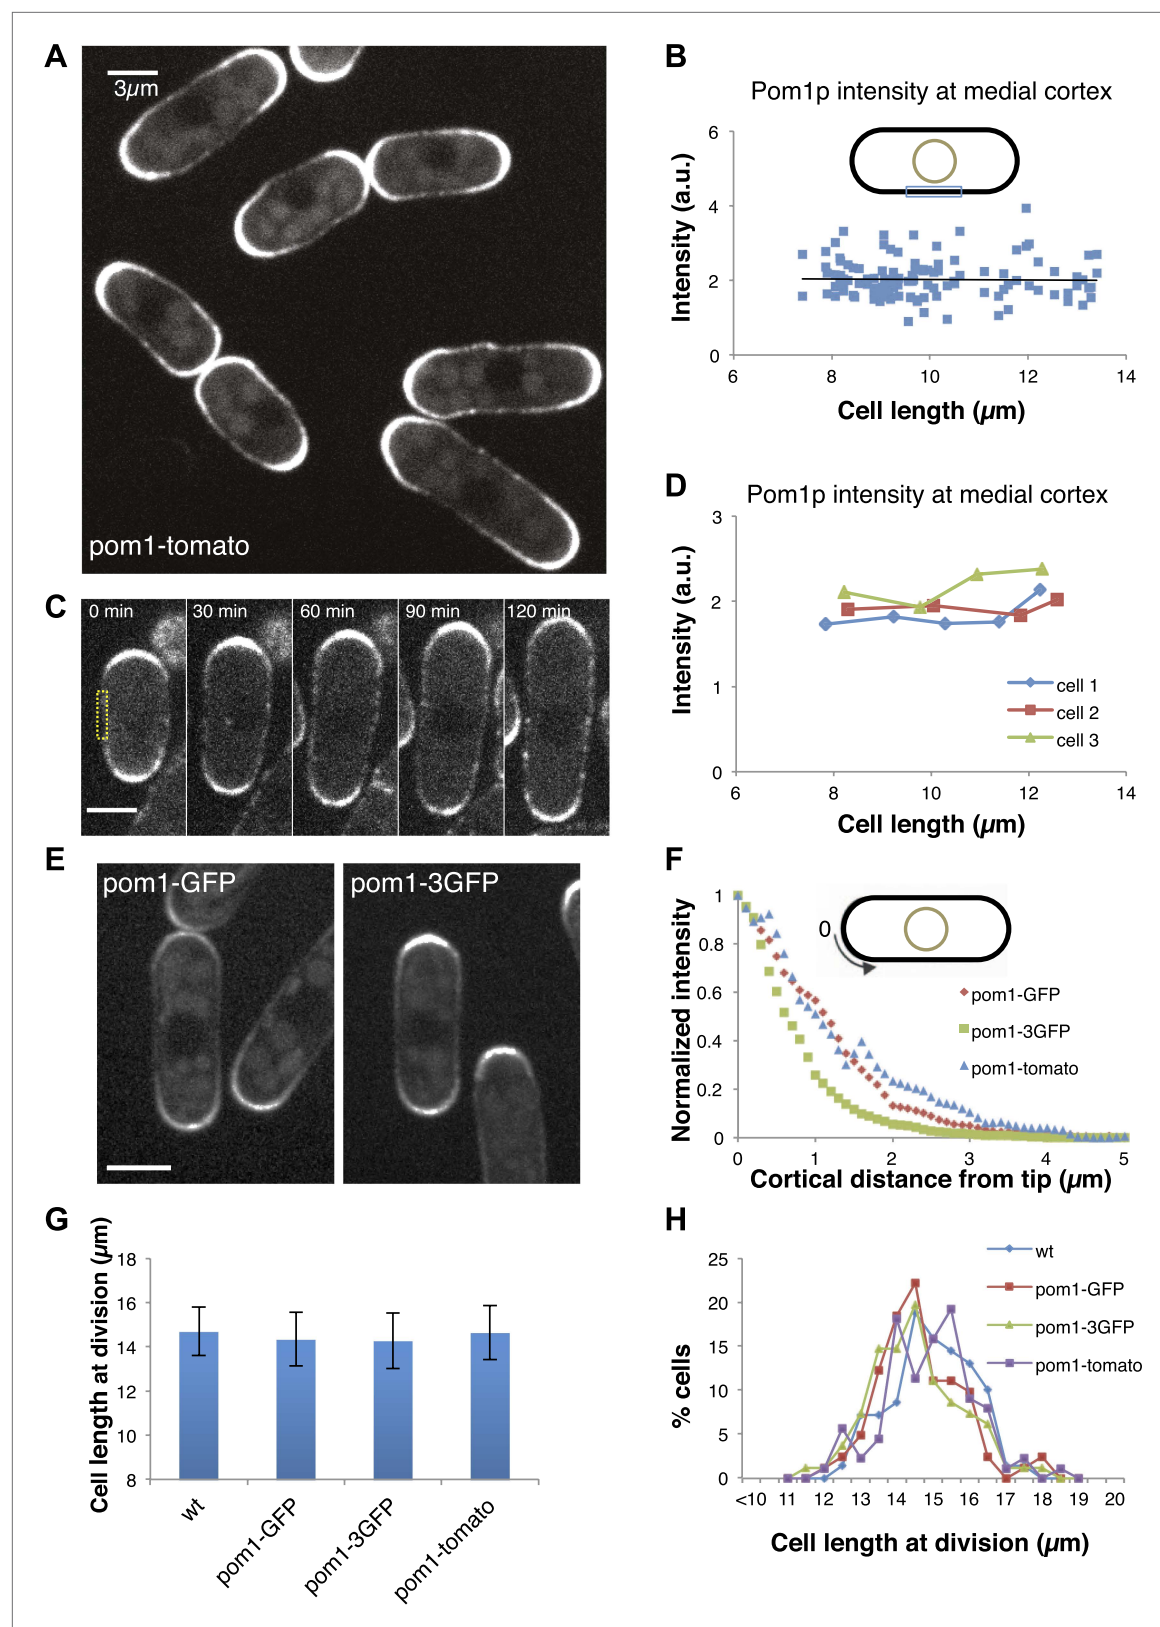 A
3µm
pom1-tomato
B
Pom1p intensity at medial cortex
Intensity (a.u.)
6
4
2
0
6 8 10 12 14
Cell length (µm)
C
0 min 30 min 60 min 90 min 120 min
D
Pom1p intensity at medial cortex
Intensity (a.u.)
3
2
1
0
cell 1
cell 2
cell 3
6 8 10 12 14
Cell length (µm)
E
pom1-GFP
pom1-3GFP
F
Normalized intensity
1
0.8
0.6
0.4
0.2
0
0
pom1-GFP
pom1-3GFP
pom1-tomato
0 1 2 3 4 5
Cortical distance from tip (µm)
G
Cell length at division (µm)
18
16
14
12
10
8
wt
pom1-GFP
pom1-3GFP
pom1-tomato
H
% cells
25
20
15
10
5
0
wt
pom1-GFP
pom1-3GFP
pom1-tomato
<10 11 12 13 14 15 16 17 18 19 20
Cell length at division (µm)